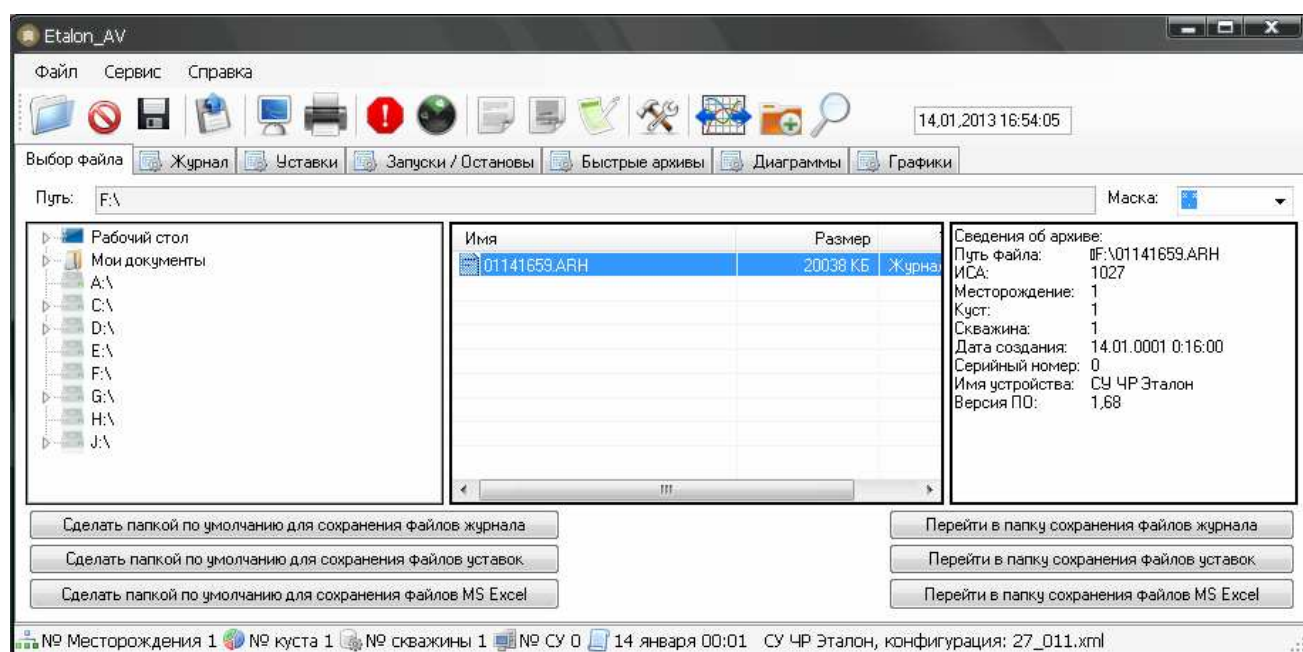 Etalon_AV
Файл Сервис Справка
14.01.2013 16:54:05
Выбор файла Журнал Уставки Запуски / Остановы Быстрые архивы Диаграммы Графики
Путь: F:\ Маска: *.*
Рабочий стол
Мои документы
A:\
C:\
D:\
E:\
F:\
G:\
H:\
J:\
Имя Размер
01141659.ARH 20038 КБ Журна
Сведения об архиве:
Путь файла: F:\01141659.ARH
ИСА: 1027
Месторождение: 1
Куст: 1
Скважина: 1
Дата создания: 14.01.0001 0:16:00
Серийный номер: 0
Имя устройства: СУ ЧР Эталон
Версия ПО: 1,68
Сделать папкой по умолчанию для сохранения файлов журнала
Сделать папкой по умолчанию для сохранения файлов уставок
Сделать папкой по умолчанию для сохранения файлов MS Excel
Перейти в папку сохранения файлов журнала
Перейти в папку сохранения файлов уставок
Перейти в папку сохранения файлов MS Excel
№ Месторождения 1 № куста 1 № скважины 1 № СУ 0 14 января 00:01 СУ ЧР Эталон, конфигурация: 27_011.xml